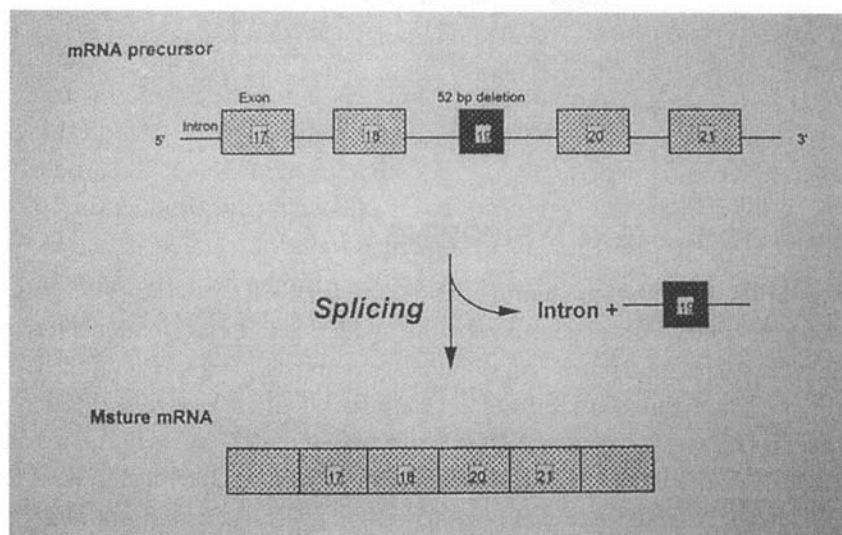 mRNA precursor
Exon
52 bp deletion
5' Intron 17 18 19 20 21 3'
Splicing
Intron + 19
Msture mRNA
17 18 20 21